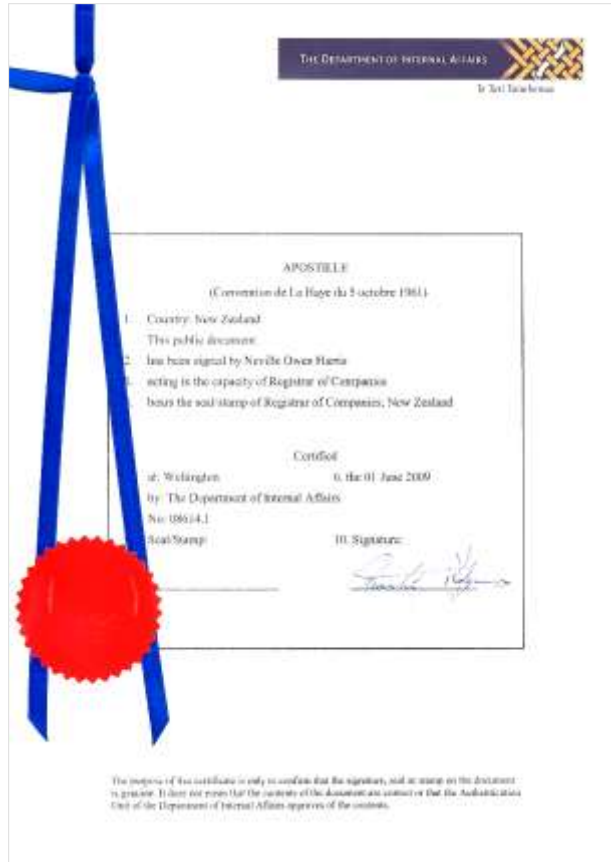 THE DEPARTMENT OF INTERNAL AFFAIRS
Te Tari Taiwhenua
APOSTILLE
(Convention de La Haye du 5 octobre 1961)
1. Country: New Zealand
This public document
2. has been signed by Neville Owen Harris
acting in the capacity of Registrar of Companies
bears the seal/stamp of Registrar of Companies, New Zealand
Certified
at: Wellington 6. the 01 June 2009
by: The Department of Internal Affairs
No: 08614.1
Seal/Stamp 10. Signature:
The purpose of this certificate is only to confirm that the signature, seal or stamp on the document
is genuine. It does not mean that the contents of the document are correct or that the Authentication
Unit of the Department of Internal Affairs approves of the contents.